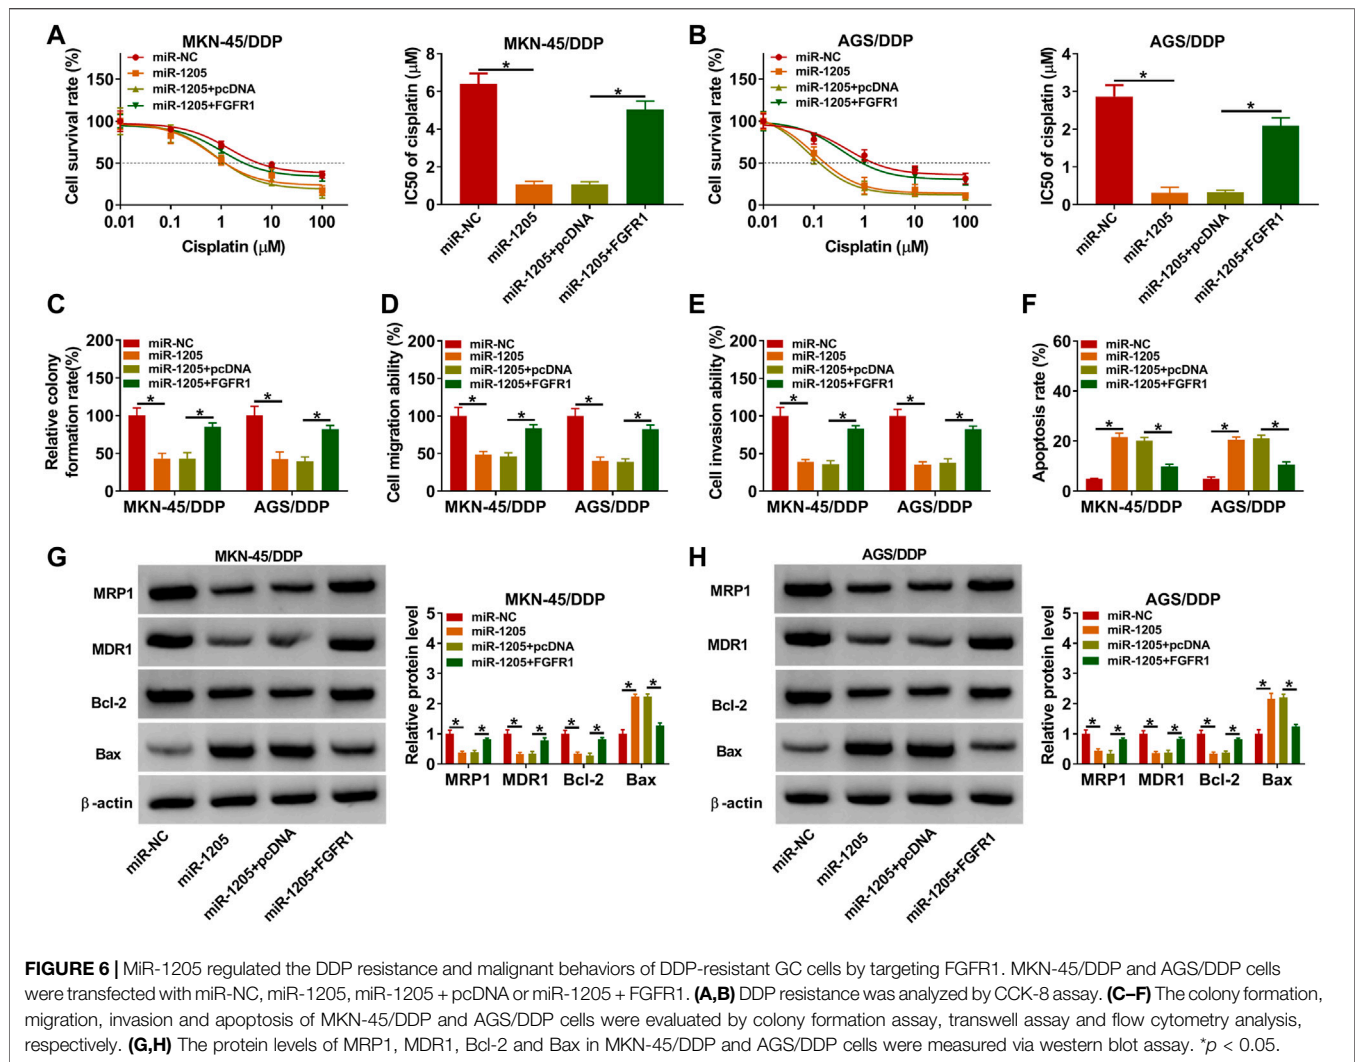 A
MKN-45/DDP
miR-NC
miR-1205
miR-1205+pcDNA
miR-1205+FGFR1
Cell survival rate (%)
150
100
50
0
0.01 0.1 1 10 100
Cisplatin (μM)
MKN-45/DDP
IC50 of cisplatin (μM)
8
6
4
2
0
*
*
miR-NC
miR-1205
miR-1205+pcDNA
miR-1205+FGFR1
B
AGS/DDP
miR-NC
miR-1205
miR-1205+pcDNA
miR-1205+FGFR1
Cell survival rate (%)
150
100
50
0
0.01 0.1 1 10 100
Cisplatin (μM)
AGS/DDP
IC50 of cisplatin (μM)
4
3
2
1
0
*
*
miR-NC
miR-1205
miR-1205+pcDNA
miR-1205+FGFR1
C
Relative colony
formation rate(%)
200
150
100
50
0
miR-NC
miR-1205
miR-1205+pcDNA
miR-1205+FGFR1
* * * *
MKN-45/DDP AGS/DDP
D
Cell migration ability (%)
200
150
100
50
0
miR-NC
miR-1205
miR-1205+pcDNA
miR-1205+FGFR1
* * * *
MKN-45/DDP AGS/DDP
E
Cell invasion ability (%)
200
150
100
50
0
miR-NC
miR-1205
miR-1205+pcDNA
miR-1205+FGFR1
* * * *
MKN-45/DDP AGS/DDP
F
Apoptosis rate (%)
60
40
20
0
miR-NC
miR-1205
miR-1205+pcDNA
miR-1205+FGFR1
* * * *
MKN-45/DDP AGS/DDP
G
MKN-45/DDP
MRP1
MDR1
Bcl-2
Bax
β-actin
miR-NC
miR-1205
miR-1205+pcDNA
miR-1205+FGFR1
MKN-45/DDP
Relative protein level
5
4
3
2
1
0
miR-NC
miR-1205
miR-1205+pcDNA
miR-1205+FGFR1
* * * * * * * *
MRP1 MDR1 Bcl-2 Bax
H
AGS/DDP
MRP1
MDR1
Bcl-2
Bax
β-actin
miR-NC
miR-1205
miR-1205+pcDNA
miR-1205+FGFR1
AGS/DDP
Relative protein level
5
4
3
2
1
0
miR-NC
miR-1205
miR-1205+pcDNA
miR-1205+FGFR1
* * * * * * * *
MRP1 MDR1 Bcl-2 Bax
FIGURE 6 | MiR-1205 regulated the DDP resistance and malignant behaviors of DDP-resistant GC cells by targeting FGFR1. MKN-45/DDP and AGS/DDP cells
were transfected with miR-NC, miR-1205, miR-1205 + pcDNA or miR-1205 + FGFR1. (A,B) DDP resistance was analyzed by CCK-8 assay. (C–F) The colony formation,
migration, invasion and apoptosis of MKN-45/DDP and AGS/DDP cells were evaluated by colony formation assay, transwell assay and flow cytometry analysis,
respectively. (G,H) The protein levels of MRP1, MDR1, Bcl-2 and Bax in MKN-45/DDP and AGS/DDP cells were measured via western blot assay. *p < 0.05.